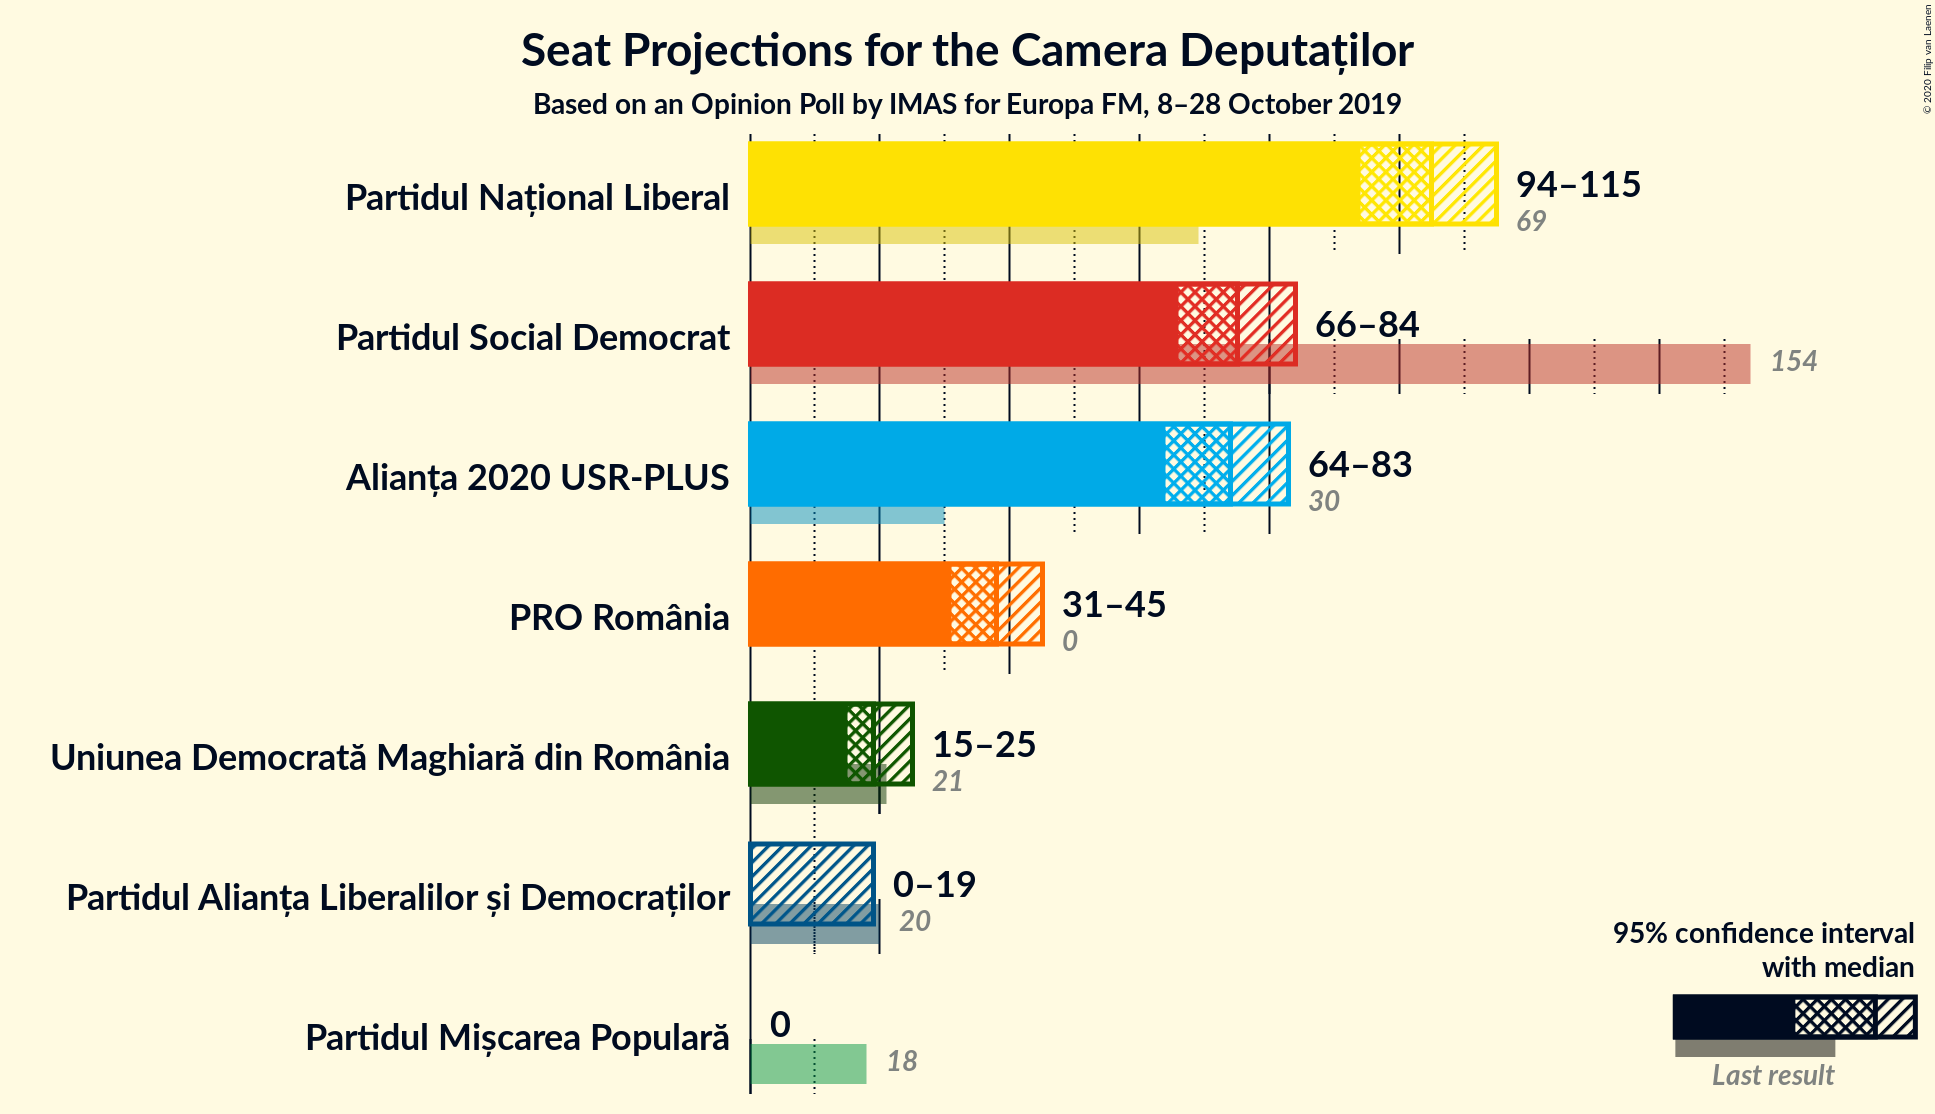 Seat Projections for the Camera Deputaților
Based on an Opinion Poll by IMAS for Europa FM, 8–28 October 2019
© 2020 Filip van Laenen
Partidul Național Liberal
94–115
69
Partidul Social Democrat
66–84
154
Alianța 2020 USR-PLUS
64–83
30
PRO România
31–45
0
Uniunea Democrată Maghiară din România
15–25
21
Partidul Alianța Liberalilor și Democraților
0–19
20
Partidul Mișcarea Populară
0
18
95% confidence interval
with median
Last result